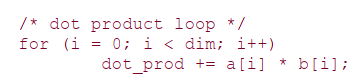 /* dot product loop */
for (i = 0; i < dim; i++)
dot_prod += a[i] * b[i];